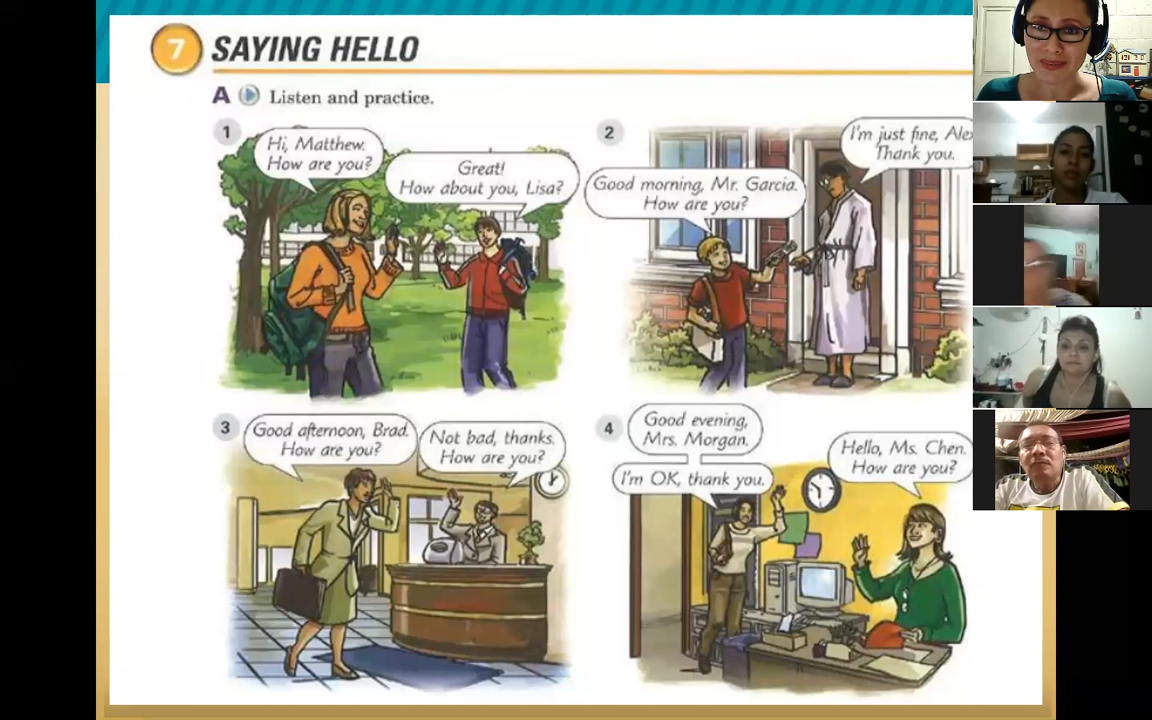 7 SAYING HELLO
A Listen and practice.
1
Hi, Matthew.
How are you?
Great!
How about you, Lisa?
2
Good morning, Mr. Garcia.
How are you?
I'm just fine, Alex
Thank you.
3
Good afternoon, Brad.
How are you?
Not bad, thanks.
How are you?
4
Good evening,
Mrs. Morgan.
Hello, Ms. Chen.
How are you?
I'm OK, thank you.